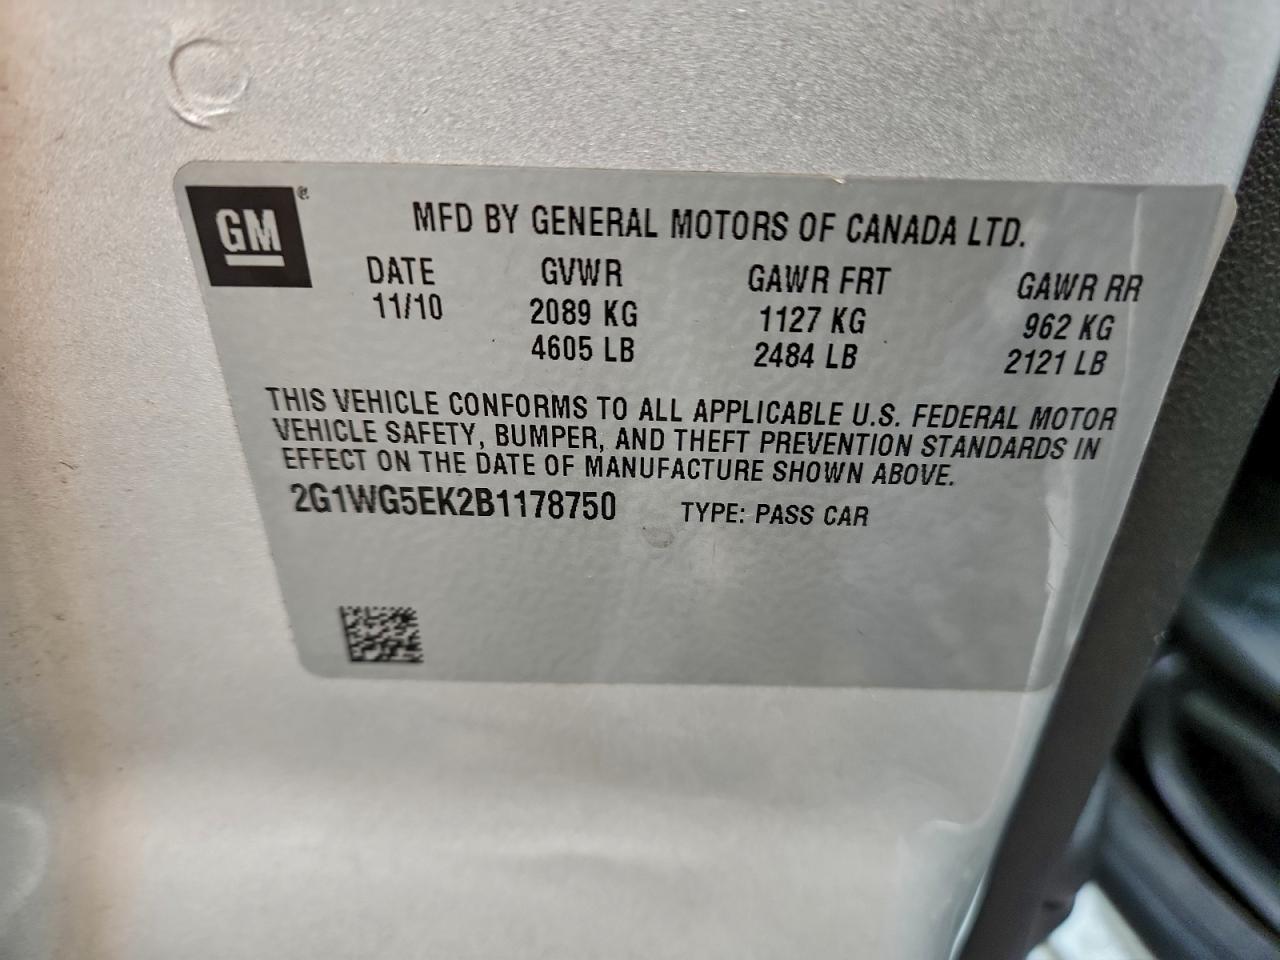 GM ®
MFD BY GENERAL MOTORS OF CANADA LTD.
DATE GVWR GAWR FRT GAWR RR
11/10 2089 KG 1127 KG 962 KG
4605 LB 2484 LB 2121 LB
THIS VEHICLE CONFORMS TO ALL APPLICABLE U.S. FEDERAL MOTOR
VEHICLE SAFETY, BUMPER, AND THEFT PREVENTION STANDARDS IN
EFFECT ON THE DATE OF MANUFACTURE SHOWN ABOVE.
2G1WG5EK2B1178750 TYPE: PASS CAR